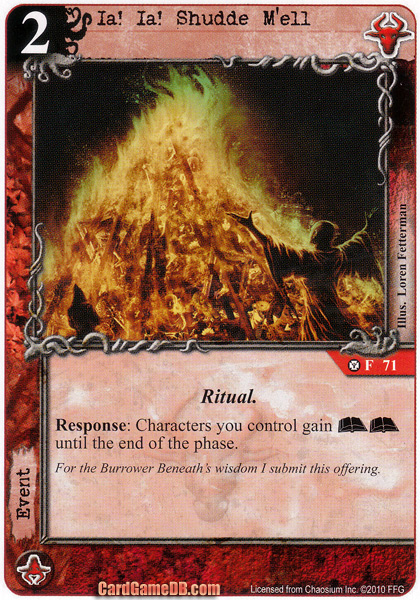 2
Ia! Ia! Shudde M'ell
Illus. Loren Fetterman
F 71
Ritual.
Response: Characters you control gain
until the end of the phase.
For the Burrower Beneath's wisdom I submit this offering.
Event
Licensed from Chaosium Inc. ©2010 FFG
CardGameDB.com